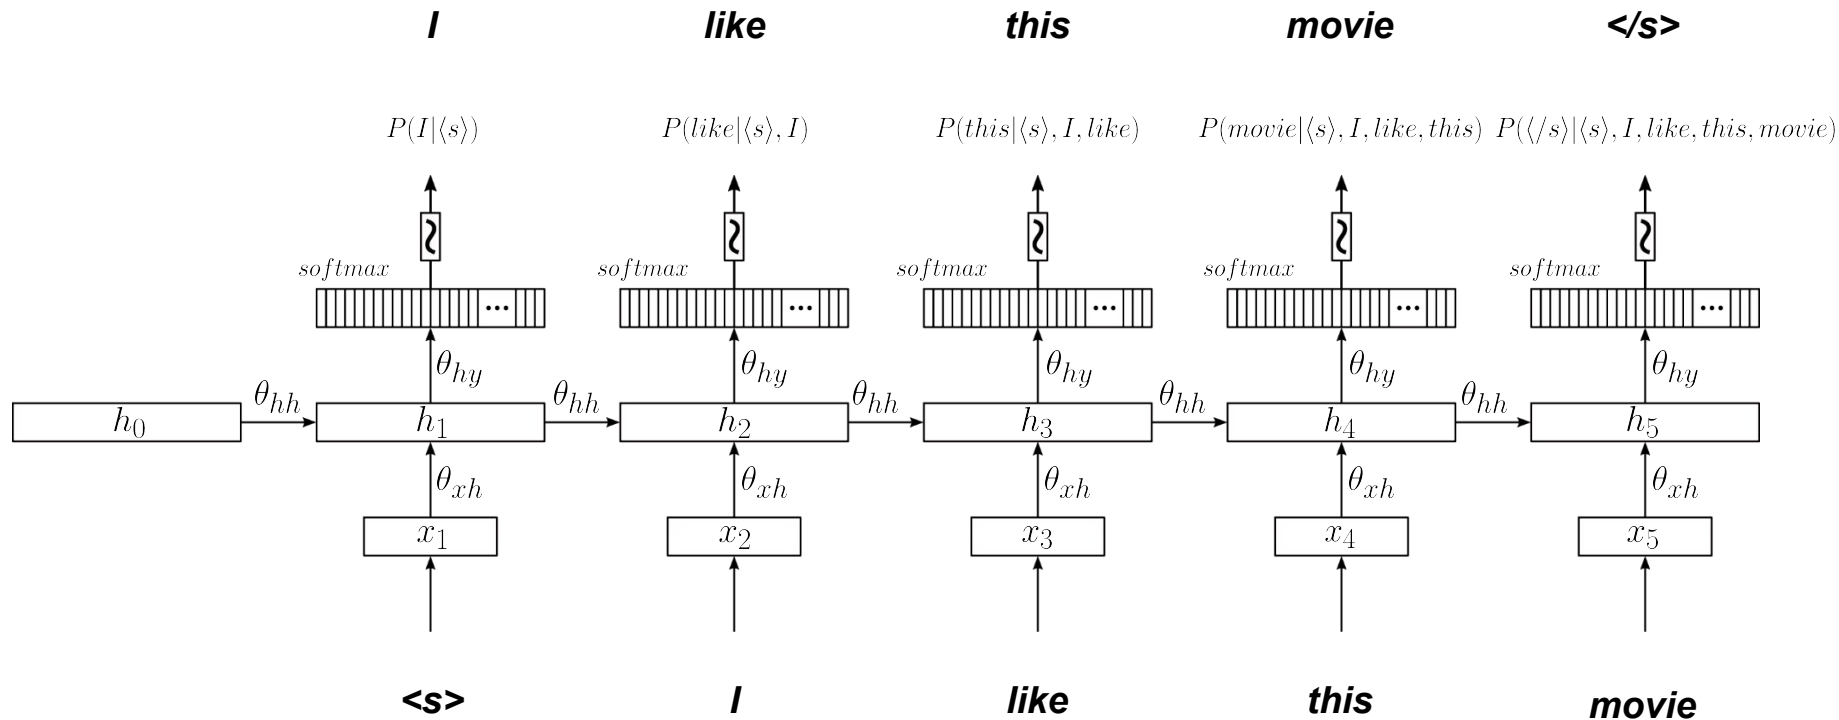 I like this movie </s>
P(I|⟨s⟩) P(like|⟨s⟩, I) P(this|⟨s⟩, I, like) P(movie|⟨s⟩, I, like, this) P(⟨/s⟩|⟨s⟩, I, like, this, movie)
softmax softmax softmax softmax softmax
... ... ... ... ...
θhy θhy θhy θhy θhy
θhh θhh θhh θhh θhh
h0 h1 h2 h3 h4 h5
θxh θxh θxh θxh θxh
x1 x2 x3 x4 x5
<s> I like this movie